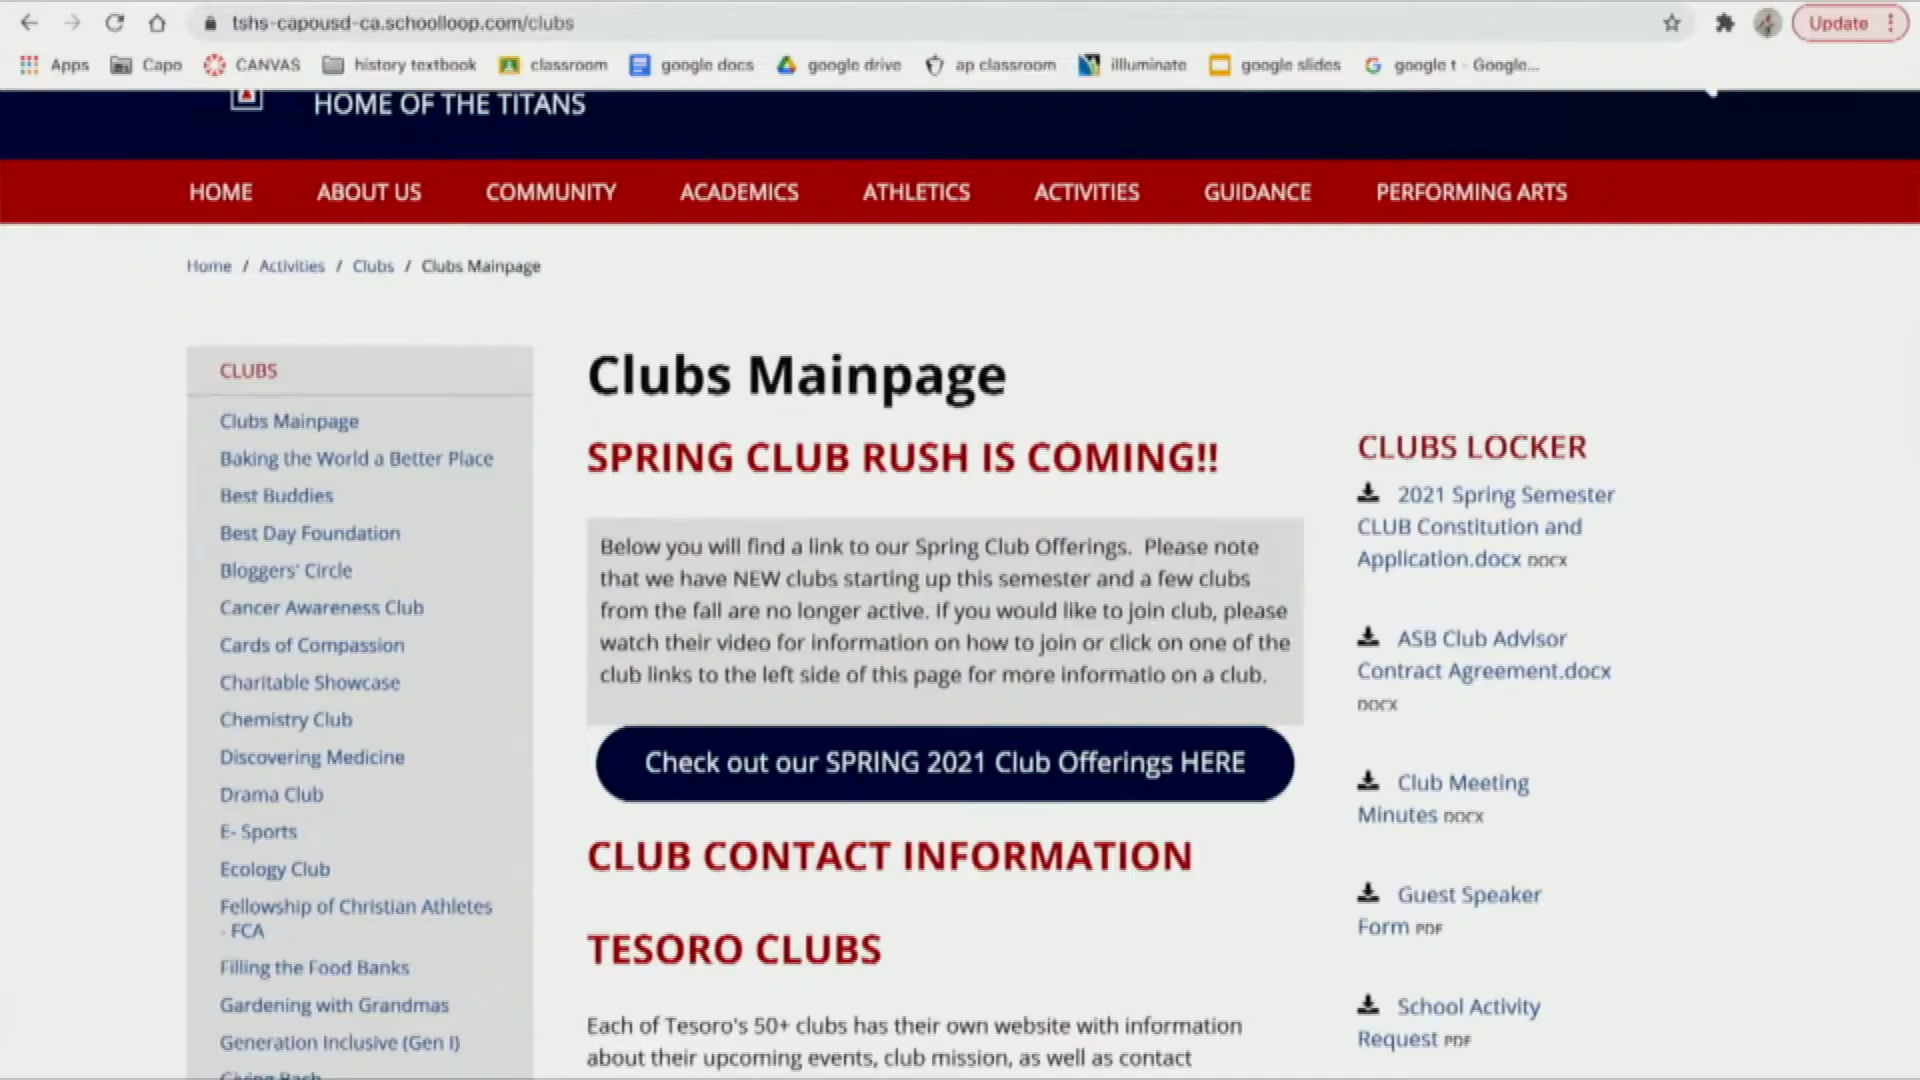 tshs-capousd-ca.schoolloop.com/clubs
Update
Apps Capo CANVAS history textbook classroom google docs google drive ap classroom illluminate google slides google t - Google...
HOME OF THE TITANS
HOME ABOUT US COMMUNITY ACADEMICS ATHLETICS ACTIVITIES GUIDANCE PERFORMING ARTS
Home / Activities / Clubs / Clubs Mainpage
CLUBS
Clubs Mainpage
Baking the World a Better Place
Best Buddies
Best Day Foundation
Bloggers' Circle
Cancer Awareness Club
Cards of Compassion
Charitable Showcase
Chemistry Club
Discovering Medicine
Drama Club
E- Sports
Ecology Club
Fellowship of Christian Athletes
- FCA
Filling the Food Banks
Gardening with Grandmas
Generation Inclusive (Gen I)
Clubs Mainpage
SPRING CLUB RUSH IS COMING!!
Below you will find a link to our Spring Club Offerings.  Please note
that we have NEW clubs starting up this semester and a few clubs
from the fall are no longer active. If you would like to join club, please
watch their video for information on how to join or click on one of the
club links to the left side of this page for more informatio on a club.
Check out our SPRING 2021 Club Offerings HERE
CLUB CONTACT INFORMATION
TESORO CLUBS
Each of Tesoro's 50+ clubs has their own website with information
about their upcoming events, club mission, as well as contact
CLUBS LOCKER
2021 Spring Semester
CLUB Constitution and
Application.docx DOCX
ASB Club Advisor
Contract Agreement.docx
DOCX
Club Meeting
Minutes DOCX
Guest Speaker
Form PDF
School Activity
Request PDF